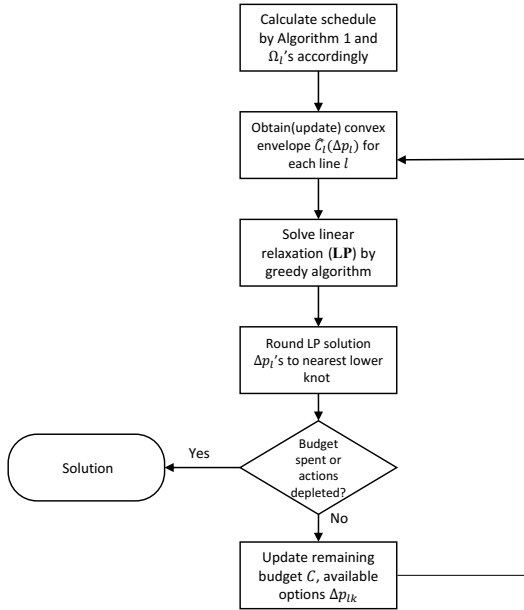 Calculate schedule
by Algorithm 1 and
Ωₗ's accordingly
Obtain(update) convex
envelope Ĉₗ(Δpₗ) for
each line l
Solve linear
relaxation (LP) by
greedy algorithm
Round LP solution
Δpₗ's to nearest lower
knot
Budget
spent or
actions
depleted?
Yes
Solution
No
Update remaining
budget C, available
options Δpₗₖ